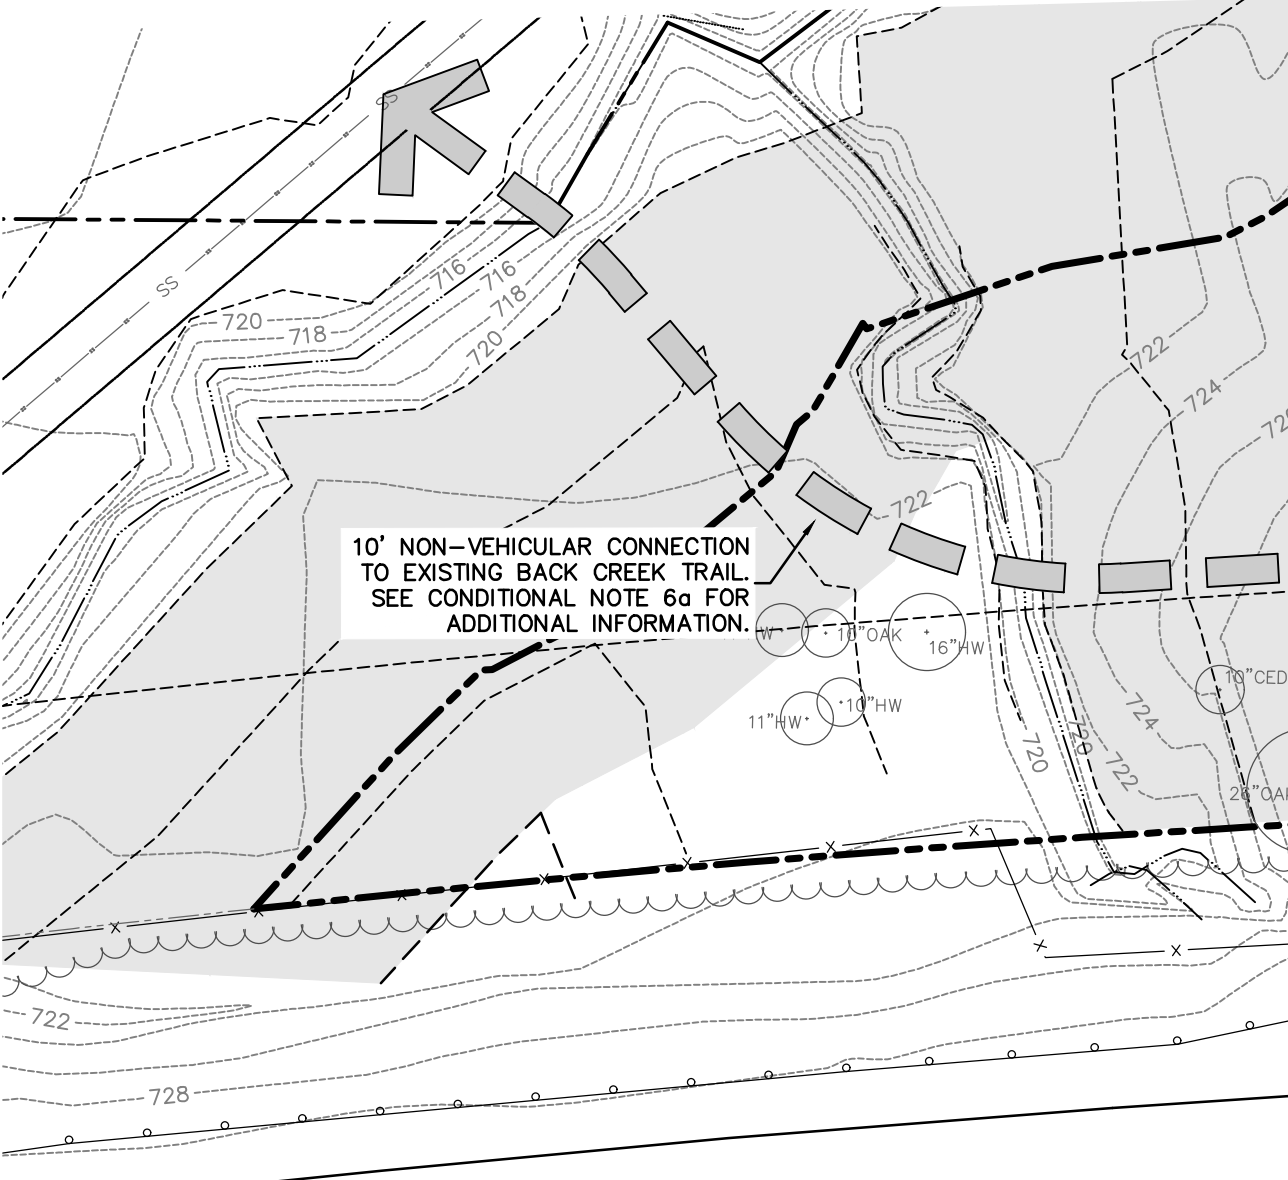 SS
SS
716
716
718
720
720
718
722
724
722
10' NON-VEHICULAR CONNECTION
TO EXISTING BACK CREEK TRAIL.
SEE CONDITIONAL NOTE 6a FOR
ADDITIONAL INFORMATION.
16"HW
10"CED
11"HW
10"HW
724
720
720
722
722
728